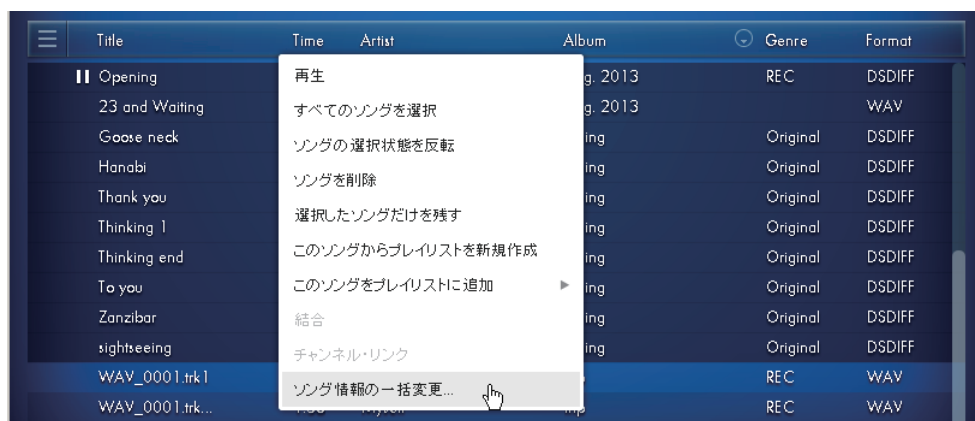 Title Time Artist Album Genre Format
Opening g. 2013 REC DSDIFF
再生
23 and Waiting g. 2013 WAV
すべてのソングを選択
Goose neck ing Original DSDIFF
ソングの選択状態を反転
Hanabi ing Original DSDIFF
ソングを削除
Thank you ing Original DSDIFF
選択したソングだけを残す
Thinking 1 ing Original DSDIFF
このソングからプレイリストを新規作成
Thinking end ing Original DSDIFF
このソングをプレイリストに追加
To you ing Original DSDIFF
結合
Zanzibar ing Original DSDIFF
チャンネル・リンク
sightseeing ing Original DSDIFF
WAV_0001.trk1 REC WAV
ソング情報の一括変更...
WAV_0001.trk... REC WAV